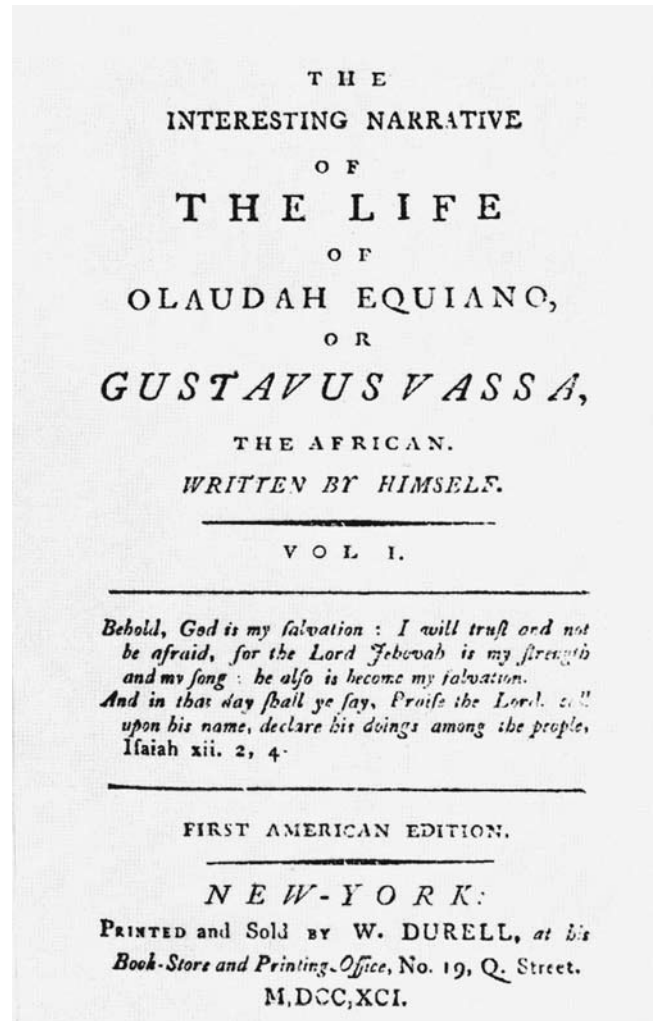 THE
INTERESTING NARRATIVE
OF
THE LIFE
OF
OLAUDAH EQUIANO,
OR
GUSTAVUS VASSA,
THE AFRICAN.
WRITTEN BY HIMSELF.
VOL I.
Behold, God is my ſalvation : I will truſt and not
be afraid, for the Lord Jehovah is my ſtrength
and my ſong : he alſo is become my ſalvation.
And in that day ſhall ye ſay, Praiſe the Lord, call
upon his name, declare his doings among the people,
Iſaiah xii. 2, 4.
FIRST AMERICAN EDITION.
NEW-YORK:
PRINTED and Sold BY W. DURELL, at his
Book-Store and Printing-Office, No. 19, Q. Street.
M,DCC,XCI.